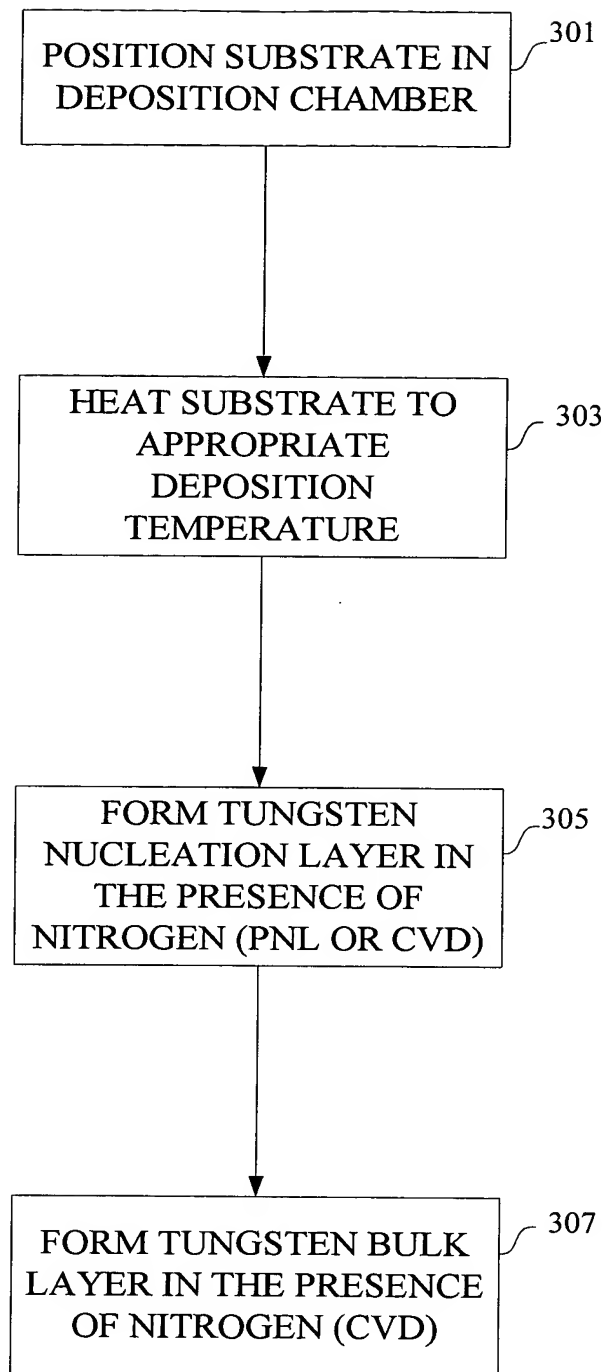 POSITION SUBSTRATE IN
DEPOSITION CHAMBER
301
HEAT SUBSTRATE TO
APPROPRIATE
DEPOSITION
TEMPERATURE
303
FORM TUNGSTEN
NUCLEATION LAYER IN
THE PRESENCE OF
NITROGEN (PNL OR CVD)
305
FORM TUNGSTEN BULK
LAYER IN THE PRESENCE
OF NITROGEN (CVD)
307